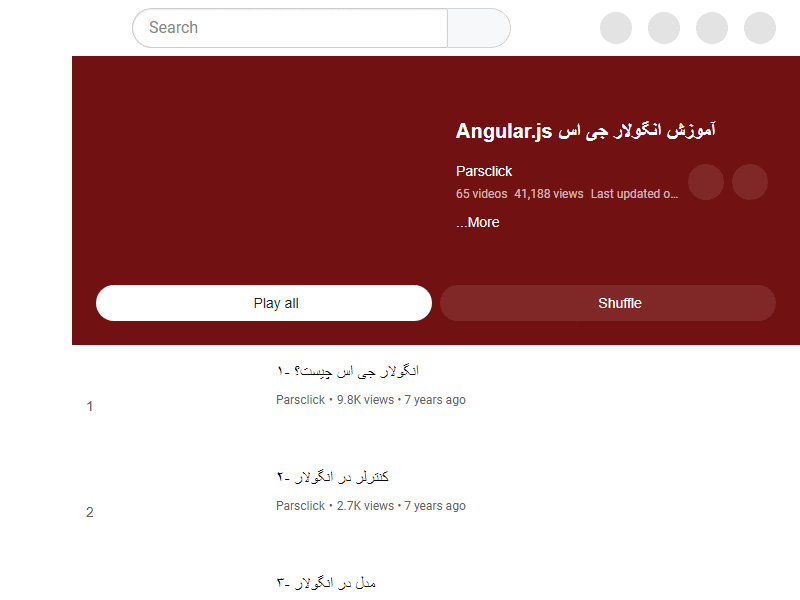 Search
آموزش انگولار جی اس Angular.js
Parsclick
65 videos 41,188 views Last updated o...
...More
Play all
Shuffle
۱- انگولار جی اس چیست؟
Parsclick • 9.8K views • 7 years ago
1
۲- کنترلر در انگولار
Parsclick • 2.7K views • 7 years ago
2
۳- مدل در انگولار